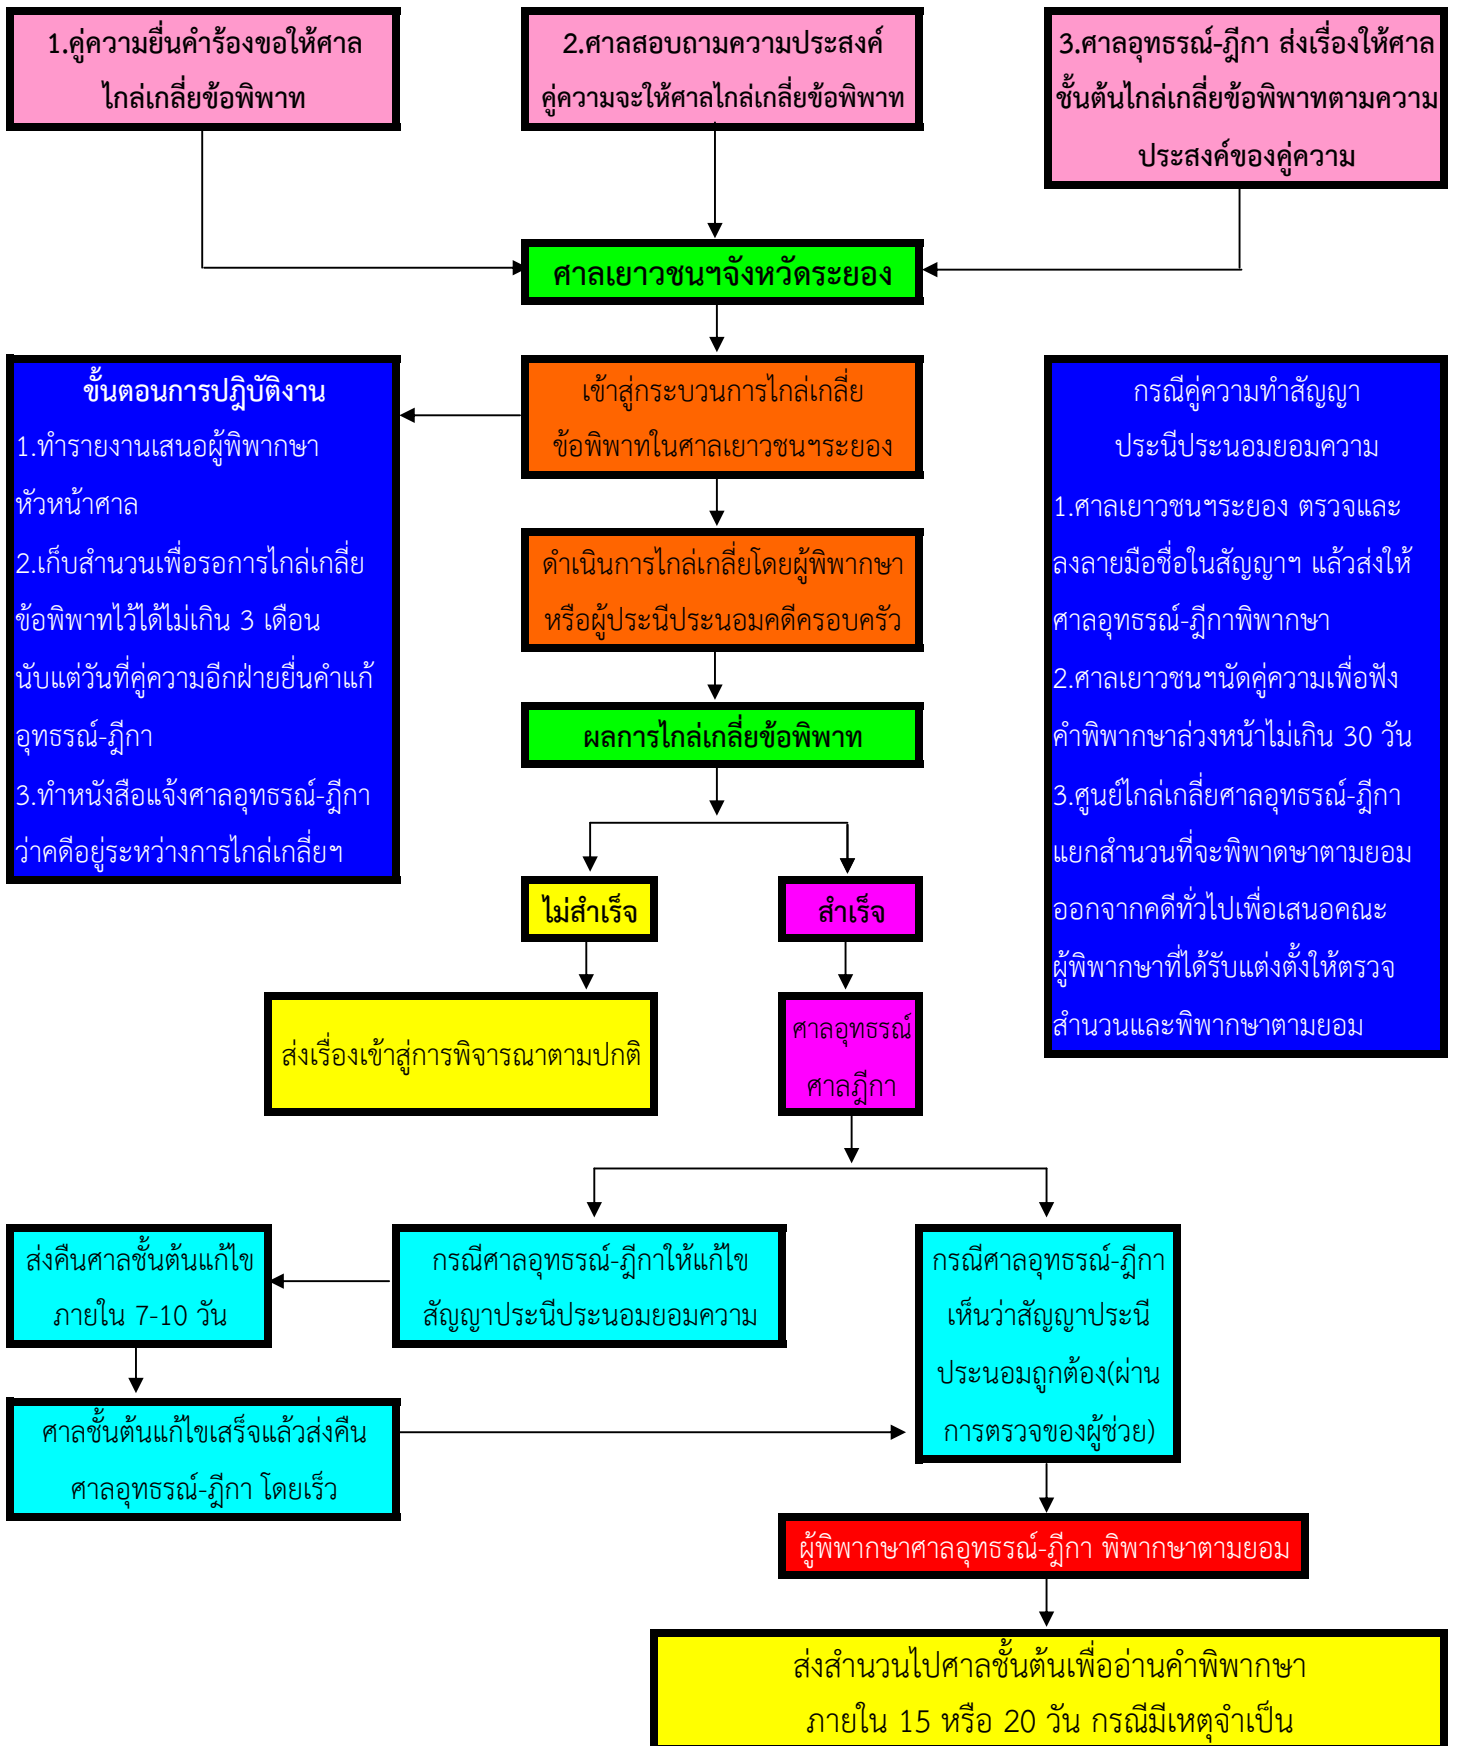 1.คู่ความยื่นคำร้องขอให้ศาล
ไกล่เกลี่ยข้อพิพาท
2.ศาลสอบถามความประสงค์
คู่ความจะให้ศาลไกล่เกลี่ยข้อพิพาท
3.ศาลอุทธรณ์-ฎีกา ส่งเรื่องให้ศาล
ชั้นต้นไกล่เกลี่ยข้อพิพาทตามความ
ประสงค์ของคู่ความ
ศาลเยาวชนฯจังหวัดระยอง
ขั้นตอนการปฎิบัติงาน
1.ทำรายงานเสนอผู้พิพากษา
หัวหน้าศาล
2.เก็บสำนวนเพื่อรอการไกล่เกลี่ย
ข้อพิพาทไว้ได้ไม่เกิน 3 เดือน
นับแต่วันที่คู่ความอีกฝ่ายยื่นคำแก้
อุทธรณ์-ฎีกา
3.ทำหนังสือแจ้งศาลอุทธรณ์-ฎีกา
ว่าคดีอยู่ระหว่างการไกล่เกลี่ยฯ
เข้าสู่กระบวนการไกล่เกลี่ย
ข้อพิพาทในศาลเยาวชนฯระยอง
ดำเนินการไกล่เกลี่ยโดยผู้พิพากษา
หรือผู้ประนีประนอมคดีครอบครัว
ผลการไกล่เกลี่ยข้อพิพาท
กรณีคู่ความทำสัญญา
ประนีประนอมยอมความ
1.ศาลเยาวชนฯระยอง ตรวจและ
ลงลายมือชื่อในสัญญาฯ แล้วส่งให้
ศาลอุทธรณ์-ฎีกาพิพากษา
2.ศาลเยาวชนฯนัดคู่ความเพื่อฟัง
คำพิพากษาล่วงหน้าไม่เกิน 30 วัน
3.ศูนย์ไกล่เกลี่ยศาลอุทธรณ์-ฎีกา
แยกสำนวนที่จะพิพาดษาตามยอม
ออกจากคดีทั่วไปเพื่อเสนอคณะ
ผู้พิพากษาที่ได้รับแต่งตั้งให้ตรวจ
สำนวนและพิพากษาตามยอม
ไม่สำเร็จ
สำเร็จ
ส่งเรื่องเข้าสู่การพิจารณาตามปกติ
ศาลอุทธรณ์
ศาลฎีกา
ส่งคืนศาลชั้นต้นแก้ไข
ภายใน 7-10 วัน
กรณีศาลอุทธรณ์-ฎีกาให้แก้ไข
สัญญาประนีประนอมยอมความ
กรณีศาลอุทธรณ์-ฎีกา
เห็นว่าสัญญาประนี
ประนอมถูกต้อง(ผ่าน
การตรวจของผู้ช่วย)
ศาลชั้นต้นแก้ไขเสร็จแล้วส่งคืน
ศาลอุทธรณ์-ฎีกา โดยเร็ว
ผู้พิพากษาศาลอุทธรณ์-ฎีกา พิพากษาตามยอม
ส่งสำนวนไปศาลชั้นต้นเพื่ออ่านคำพิพากษา
ภายใน 15 หรือ 20 วัน กรณีมีเหตุจำเป็น